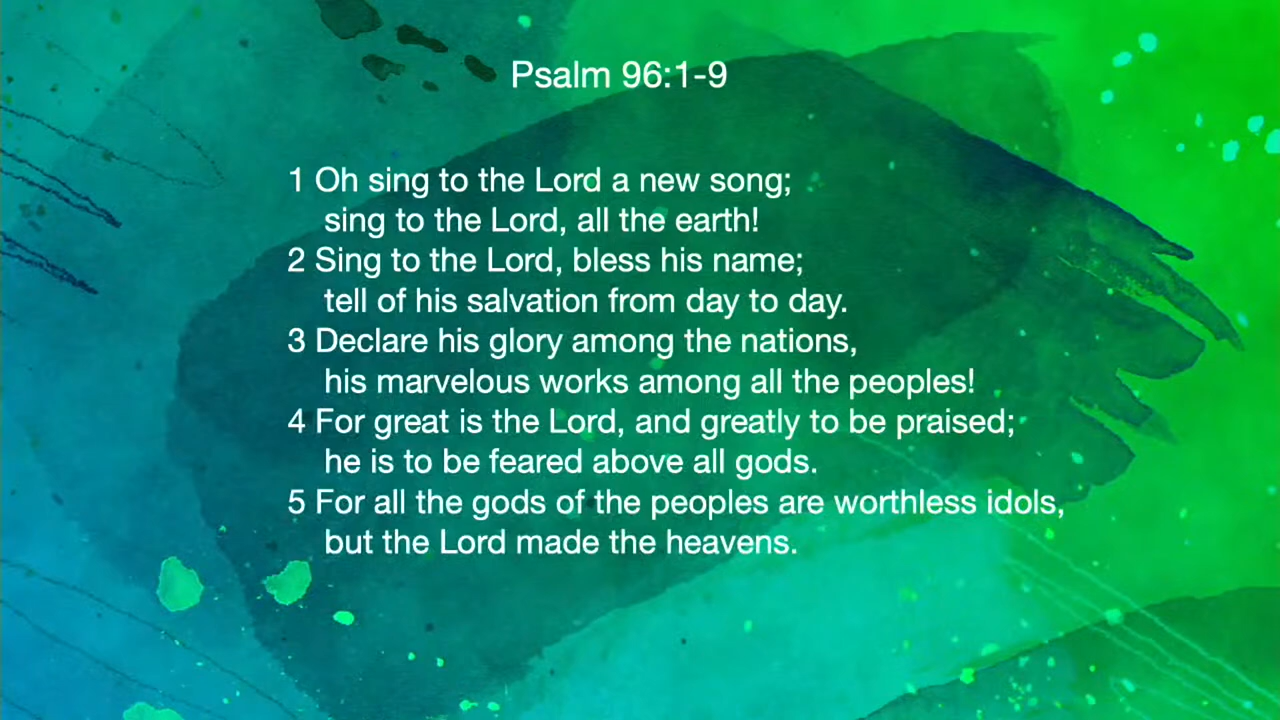 Psalm 96:1-9
1 Oh sing to the Lord a new song;
sing to the Lord, all the earth!
2 Sing to the Lord, bless his name;
tell of his salvation from day to day.
3 Declare his glory among the nations,
his marvelous works among all the peoples!
4 For great is the Lord, and greatly to be praised;
he is to be feared above all gods.
5 For all the gods of the peoples are worthless idols,
but the Lord made the heavens.